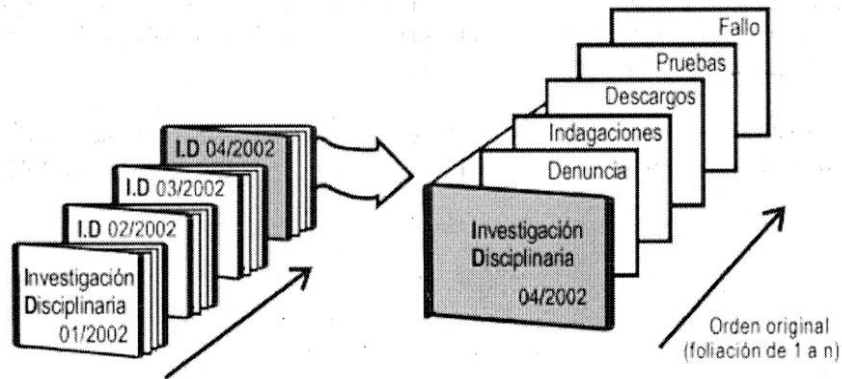 I.D 04/2002
I.D 03/2002
I.D 02/2002
Investigación
Disciplinaria
01/2002
Fallo
Pruebas
Descargos
Indagaciones
Denuncia
Investigación
Disciplinaria
04/2002
Orden original
(foliación de 1 a n)